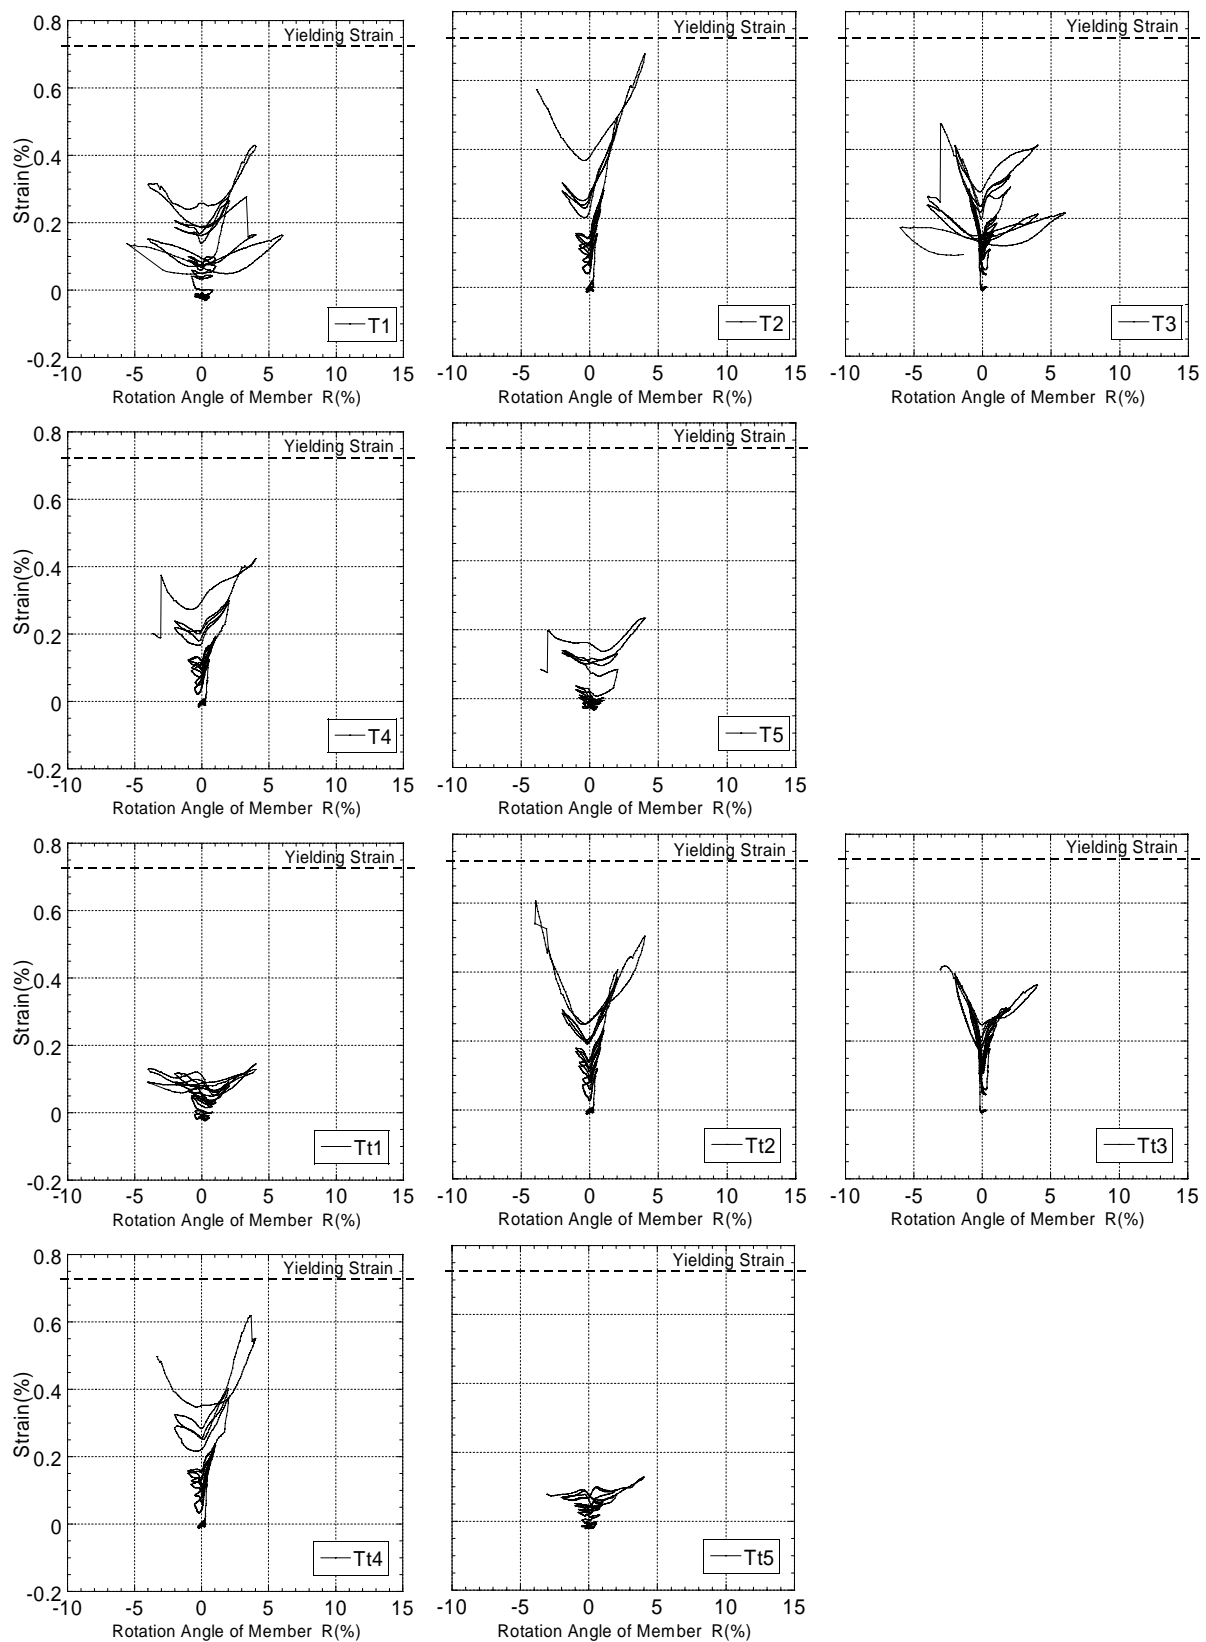 0.8
0.6
0.4
0.2
0
-0.2
Strain(%)
Yielding Strain
T1
-10 -5 0 5 10 15
Rotation Angle of Member R(%)
Yielding Strain
T2
-10 -5 0 5 10 15
Rotation Angle of Member R(%)
Yielding Strain
T3
-10 -5 0 5 10 15
Rotation Angle of Member R(%)
0.8
0.6
0.4
0.2
0
-0.2
Strain(%)
Yielding Strain
T4
-10 -5 0 5 10 15
Rotation Angle of Member R(%)
Yielding Strain
T5
-10 -5 0 5 10 15
Rotation Angle of Member R(%)
0.8
0.6
0.4
0.2
0
-0.2
Strain(%)
Yielding Strain
Tt1
-10 -5 0 5 10 15
Rotation Angle of Member R(%)
Yielding Strain
Tt2
-10 -5 0 5 10 15
Rotation Angle of Member R(%)
Yielding Strain
Tt3
-10 -5 0 5 10 15
Rotation Angle of Member R(%)
0.8
0.6
0.4
0.2
0
-0.2
Strain(%)
Yielding Strain
Tt4
-10 -5 0 5 10 15
Rotation Angle of Member R(%)
Yielding Strain
Tt5
-10 -5 0 5 10 15
Rotation Angle of Member R(%)